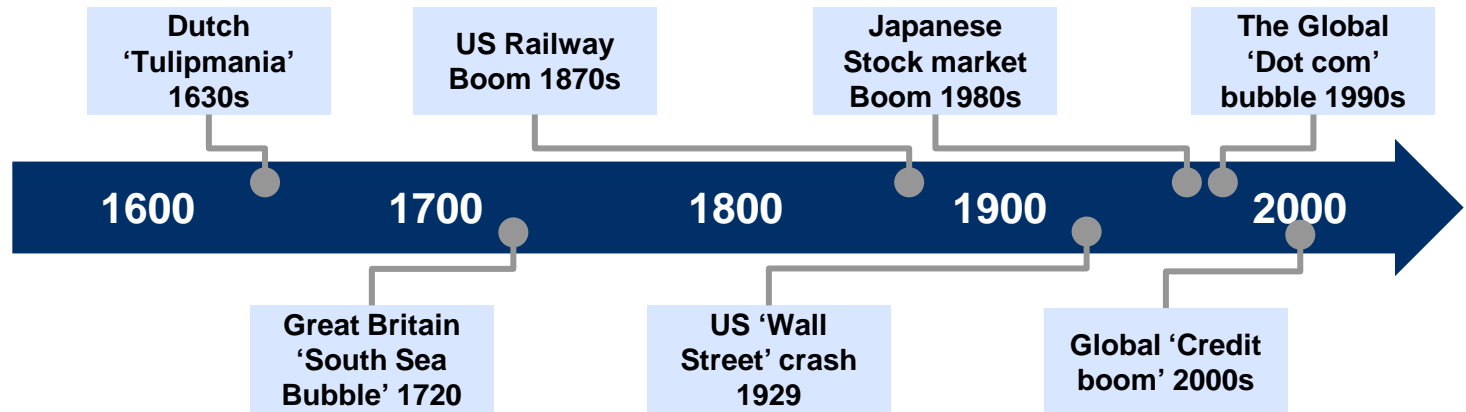 Dutch
‘Tulipmania’
1630s
US Railway
Boom 1870s
Japanese
Stock market
Boom 1980s
The Global
‘Dot com’
bubble 1990s
1600 1700 1800 1900 2000
Great Britain
‘South Sea
Bubble’ 1720
US ‘Wall
Street’ crash
1929
Global ‘Credit
boom’ 2000s